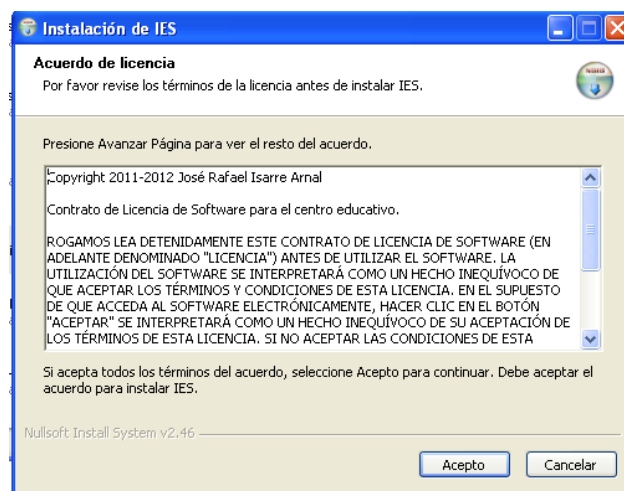 Instalación de IES
Acuerdo de licencia
Por favor revise los términos de la licencia antes de instalar IES.
Presione Avanzar Página para ver el resto del acuerdo.
Copyright 2011-2012 José Rafael Isarre Arnal
Contrato de Licencia de Software para el centro educativo.
ROGAMOS LEA DETENIDAMENTE ESTE CONTRATO DE LICENCIA DE SOFTWARE (EN
ADELANTE DENOMINADO "LICENCIA") ANTES DE UTILIZAR EL SOFTWARE. LA
UTILIZACIÓN DEL SOFTWARE SE INTERPRETARÁ COMO UN HECHO INEQUÍVOCO DE
QUE ACEPTAR LOS TÉRMINOS Y CONDICIONES DE ESTA LICENCIA. EN EL SUPUESTO
DE QUE ACCEDA AL SOFTWARE ELECTRÓNICAMENTE, HACER CLIC EN EL BOTÓN
"ACEPTAR" SE INTERPRETARÁ COMO UN HECHO INEQUÍVOCO DE SU ACEPTACIÓN DE
LOS TÉRMINOS DE ESTA LICENCIA. SI NO ACEPTAR LAS CONDICIONES DE ESTA
Si acepta todos los términos del acuerdo, seleccione Acepto para continuar. Debe aceptar el
acuerdo para instalar IES.
Nullsoft Install System v2.46
Acepto
Cancelar